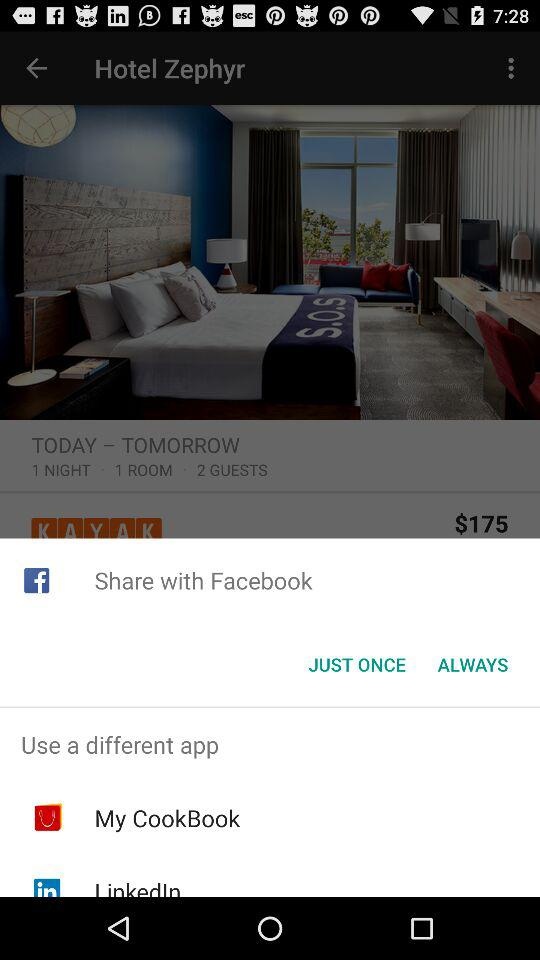 esc 7:28
Hotel Zephyr
S.O.S
TODAY – TOMORROW
1 NIGHT · 1 ROOM · 2 GUESTS
KAYAK $175
Share with Facebook
JUST ONCE ALWAYS
Use a different app
My CookBook
LinkedIn